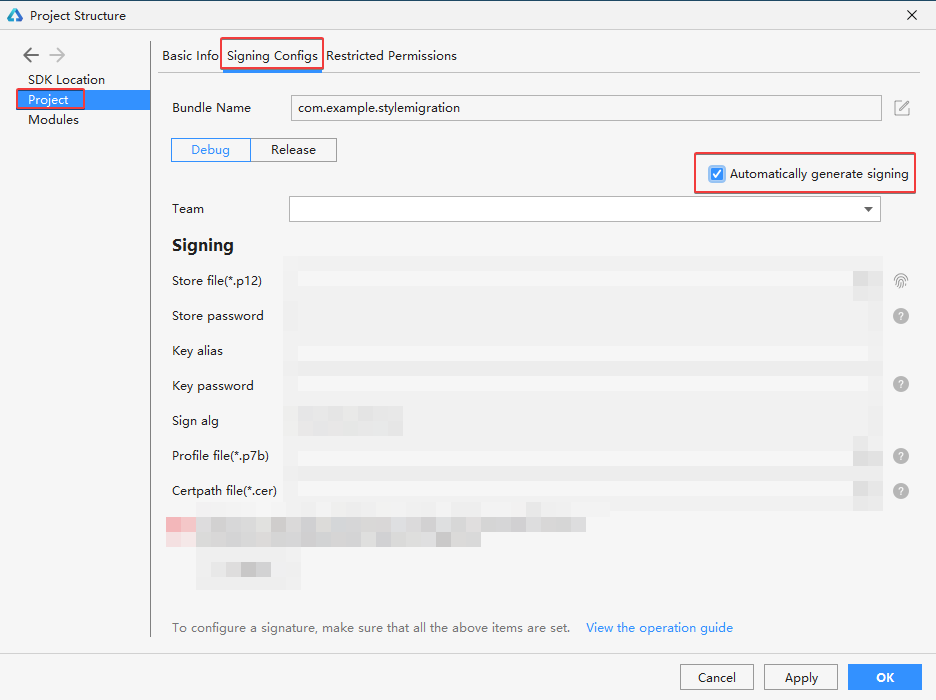 Project Structure
SDK Location
Project
Modules
Basic Info Signing Configs Restricted Permissions
Bundle Name com.example.stylemigration
Debug Release
Automatically generate signing
Team
Signing
Store file(*.p12)
Store password
Key alias
Key password
Sign alg
Profile file(*.p7b)
Certpath file(*.cer)
To configure a signature, make sure that all the above items are set. View the operation guide
Cancel Apply OK